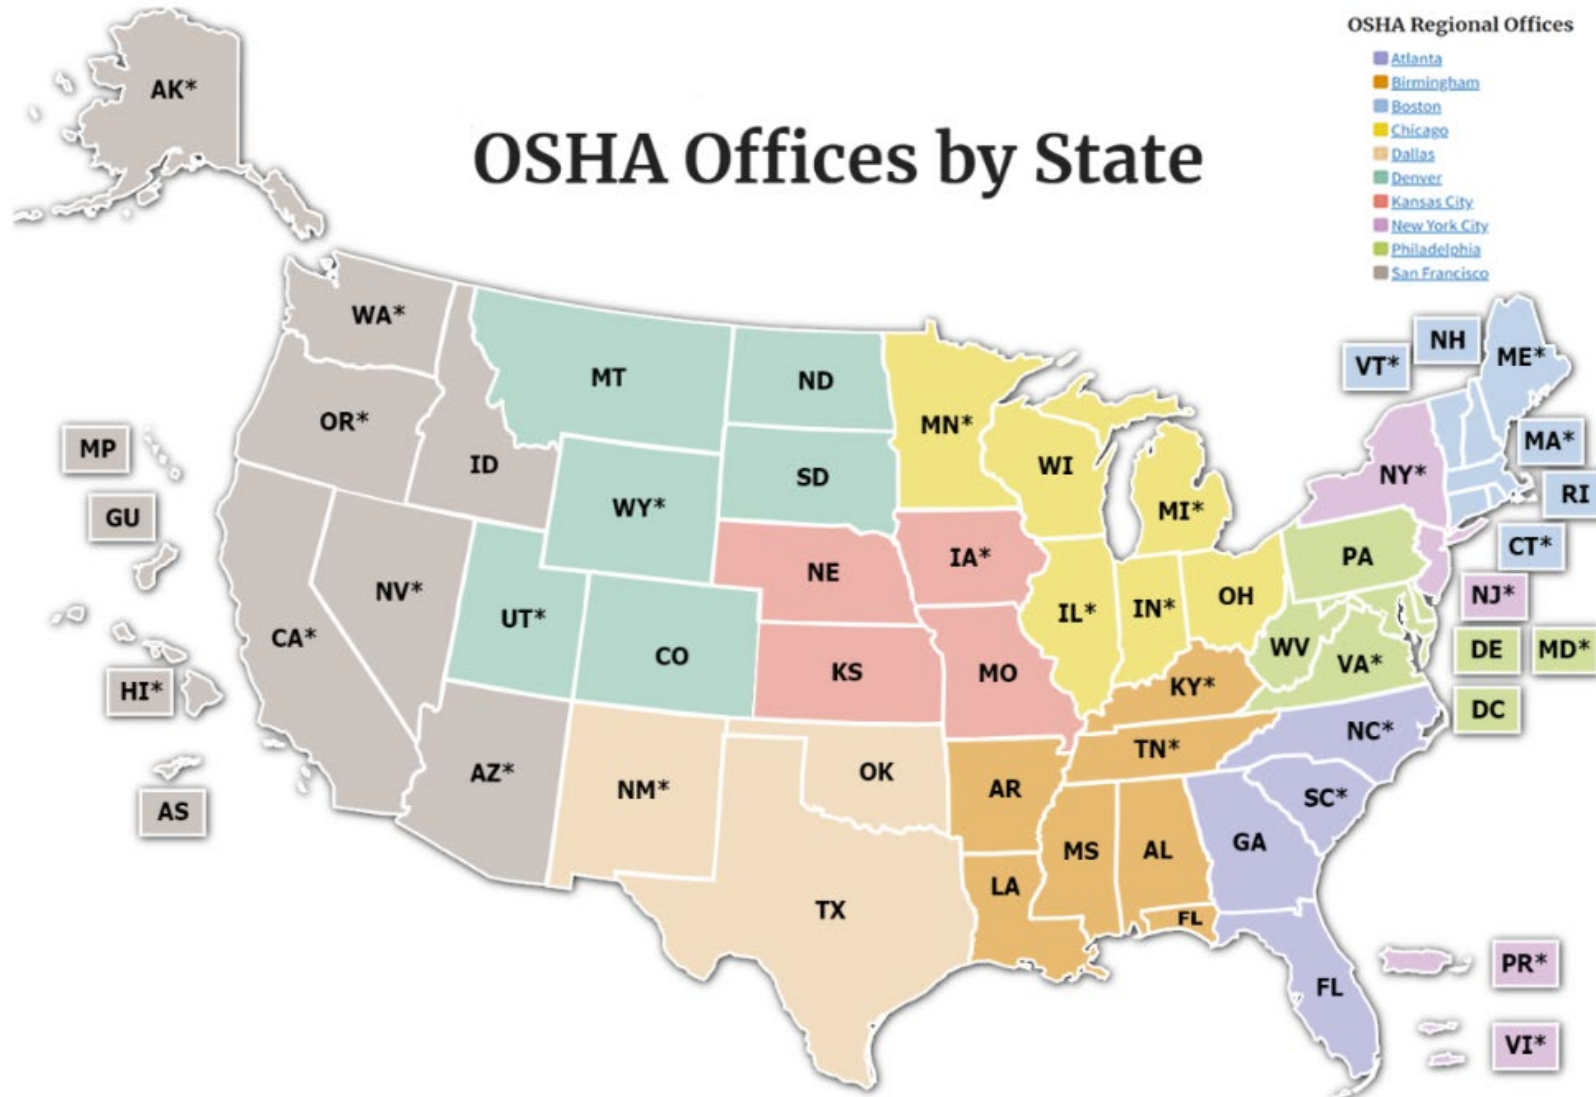 OSHA Regional Offices
Atlanta
Birmingham
Boston
Chicago
Dallas
Denver
Kansas City
New York City
Philadelphia
San Francisco
OSHA Offices by State
AK*
WA*
OR*
ID
MT
ND
SD
WY*
MN*
WI
MI*
VT*
NH
ME*
MA*
RI
CT*
NY*
NJ*
PA
MP
GU
HI*
AS
CA*
NV*
UT*
CO
NE
IA*
KS
MO
IL*
IN*
OH
WV
VA*
DE
MD*
DC
KY*
TN*
NC*
SC*
AZ*
NM*
OK
AR
TX
LA
MS
AL
GA
FL
FL
PR*
VI*